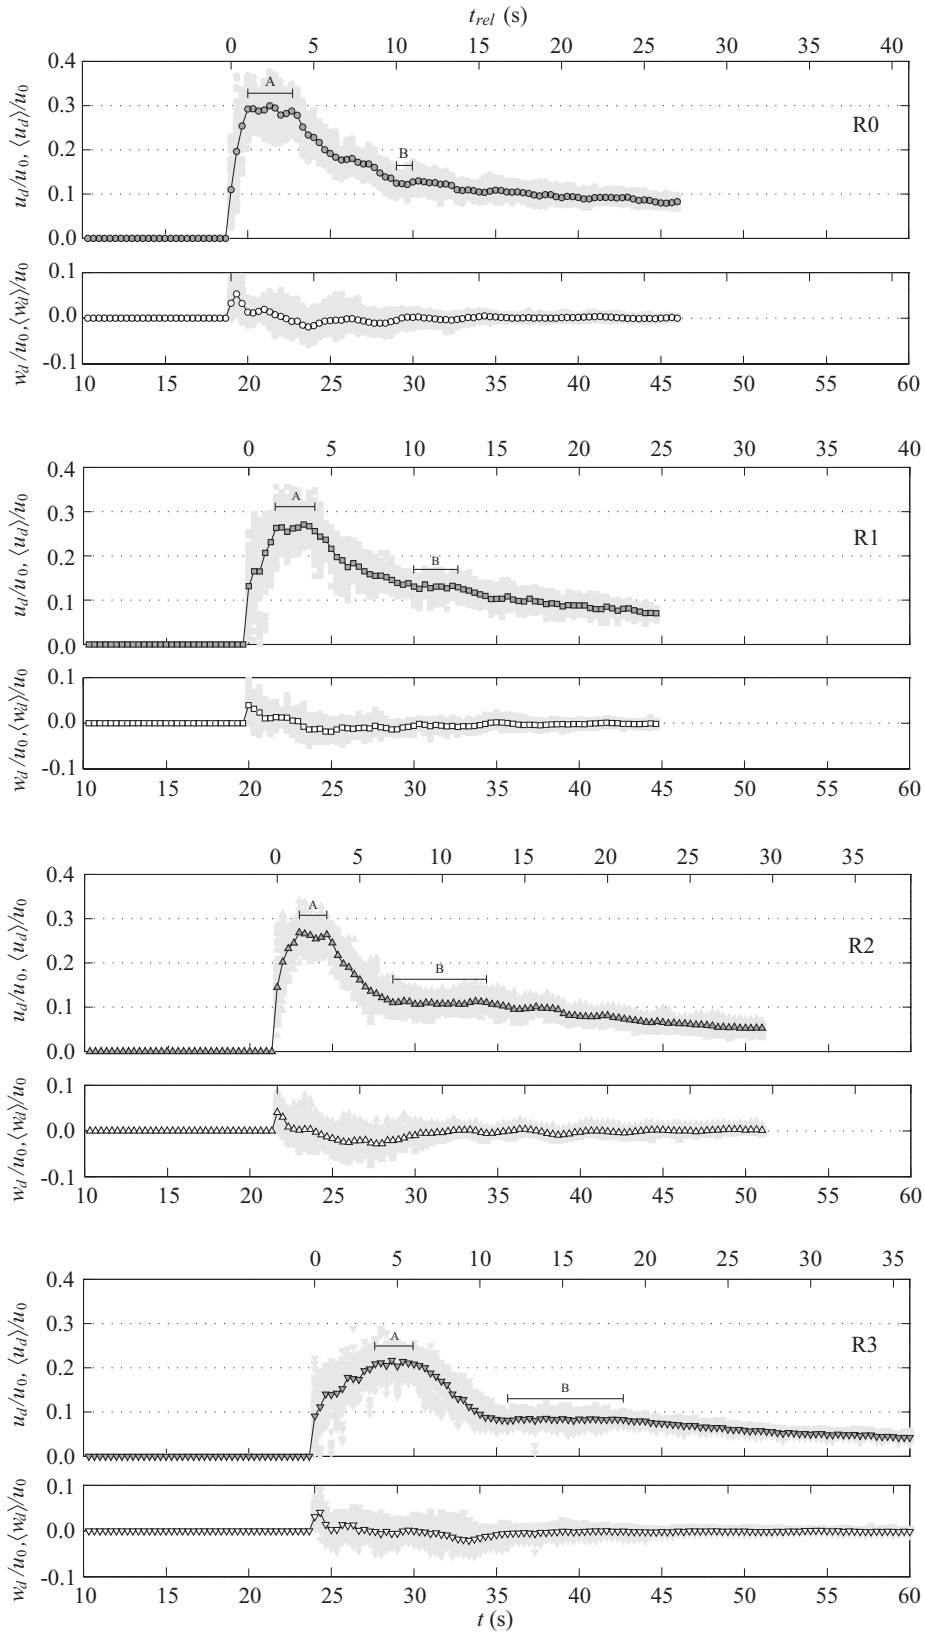 t_rel (s)
0 5 10 15 20 25 30 35 40
0.4
0.3
0.2
0.1
0.0
u_d/u_0, ⟨u_d⟩/u_0
A
B
R0
0.1
0.0
-0.1
w_d/u_0, ⟨w_d⟩/u_0
10 15 20 25 30 35 40 45 50 55 60
0 5 10 15 20 25 30 35 40
0.4
0.3
0.2
0.1
0.0
u_d/u_0, ⟨u_d⟩/u_0
A
B
R1
0.1
0.0
-0.1
w_d/u_0, ⟨w_d⟩/u_0
10 15 20 25 30 35 40 45 50 55 60
0 5 10 15 20 25 30 35
0.4
0.3
0.2
0.1
0.0
u_d/u_0, ⟨u_d⟩/u_0
A
B
R2
0.1
0.0
-0.1
w_d/u_0, ⟨w_d⟩/u_0
10 15 20 25 30 35 40 45 50 55 60
0 5 10 15 20 25 30 35
0.4
0.3
0.2
0.1
0.0
u_d/u_0, ⟨u_d⟩/u_0
A
B
R3
0.1
0.0
-0.1
w_d/u_0, ⟨w_d⟩/u_0
10 15 20 25 30 35 40 45 50 55 60
t (s)